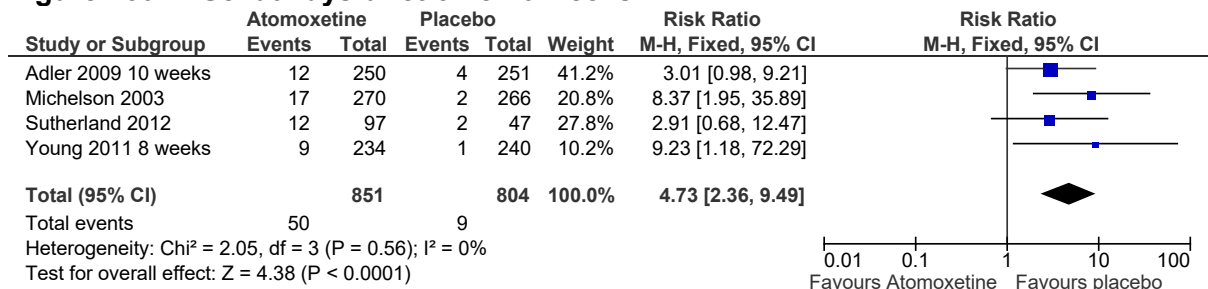 Atomoxetine Placebo Risk Ratio Risk Ratio
Study or Subgroup Events Total Events Total Weight M-H, Fixed, 95% CI M-H, Fixed, 95% CI
Adler 2009 10 weeks 12 250 4 251 41.2% 3.01 [0.98, 9.21]
Michelson 2003 17 270 2 266 20.8% 8.37 [1.95, 35.89]
Sutherland 2012 12 97 2 47 27.8% 2.91 [0.68, 12.47]
Young 2011 8 weeks 9 234 1 240 10.2% 9.23 [1.18, 72.29]
Total (95% CI) 851 804 100.0% 4.73 [2.36, 9.49]
Total events 50 9
Heterogeneity: Chi² = 2.05, df = 3 (P = 0.56); I² = 0%
Test for overall effect: Z = 4.38 (P < 0.0001)
0.01 0.1 1 10 100
Favours Atomoxetine Favours placebo